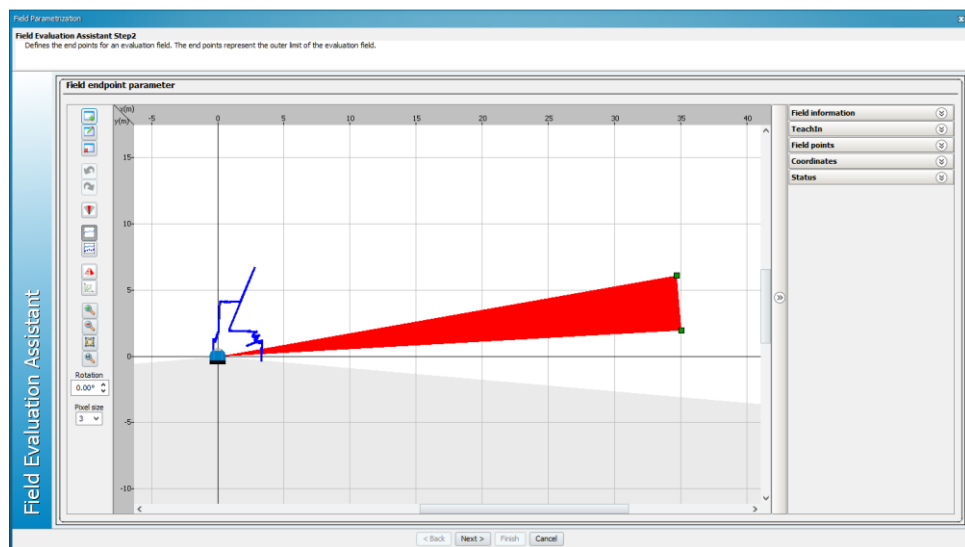 Field Parametrization
x
Field Evaluation Assistant Step2
Defines the end points for an evaluation field. The end points represent the outer limit of the evaluation field.
Field Evaluation Assistant
Field endpoint parameter
x(m)
y(m)
-5 0 5 10 15 20 25 30 35 40
15
10
5
0
-5
-10
Rotation
0.00°
Pixel size
3
Field information
TeachIn
Field points
Coordinates
Status
< Back Next > Finish Cancel